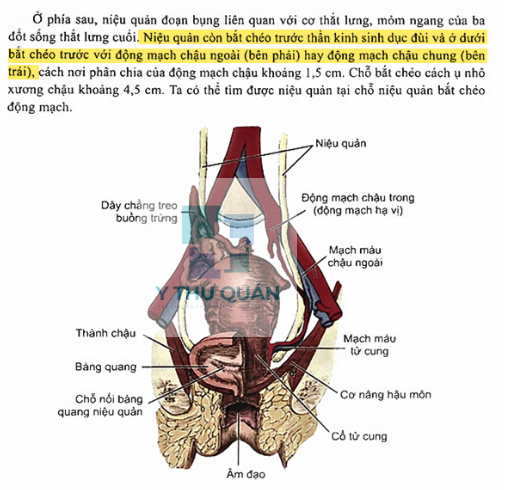 Ở phía sau, niệu quản đoạn bụng liên quan với cơ thắt lưng, móm ngang của ba
đốt sống thắt lưng cuối. Niệu quản còn bắt chéo trước thần kinh sinh dục đùi và ở dưới
bắt chéo trước với động mạch chậu ngoài (bên phải) hay động mạch chậu chung (bên
trái), cách nơi phân chia của động mạch chậu khoảng 1,5 cm. Chỗ bắt chéo cách ụ nhô
xương chậu khoảng 4,5 cm. Ta có thể tìm được niệu quản tại chỗ niệu quản bắt chéo
động mạch.
Niệu quản
Dây chằng treo
buồng trứng
Động mạch chậu trong
(động mạch hạ vị)
Mạch máu
chậu ngoài
Y THƯ QUÁN
Thành chậu
Bàng quang
Chỗ nối bàng
quang niệu quản
Mạch máu
tử cung
Cơ nâng hậu môn
Cổ tử cung
Âm đạo